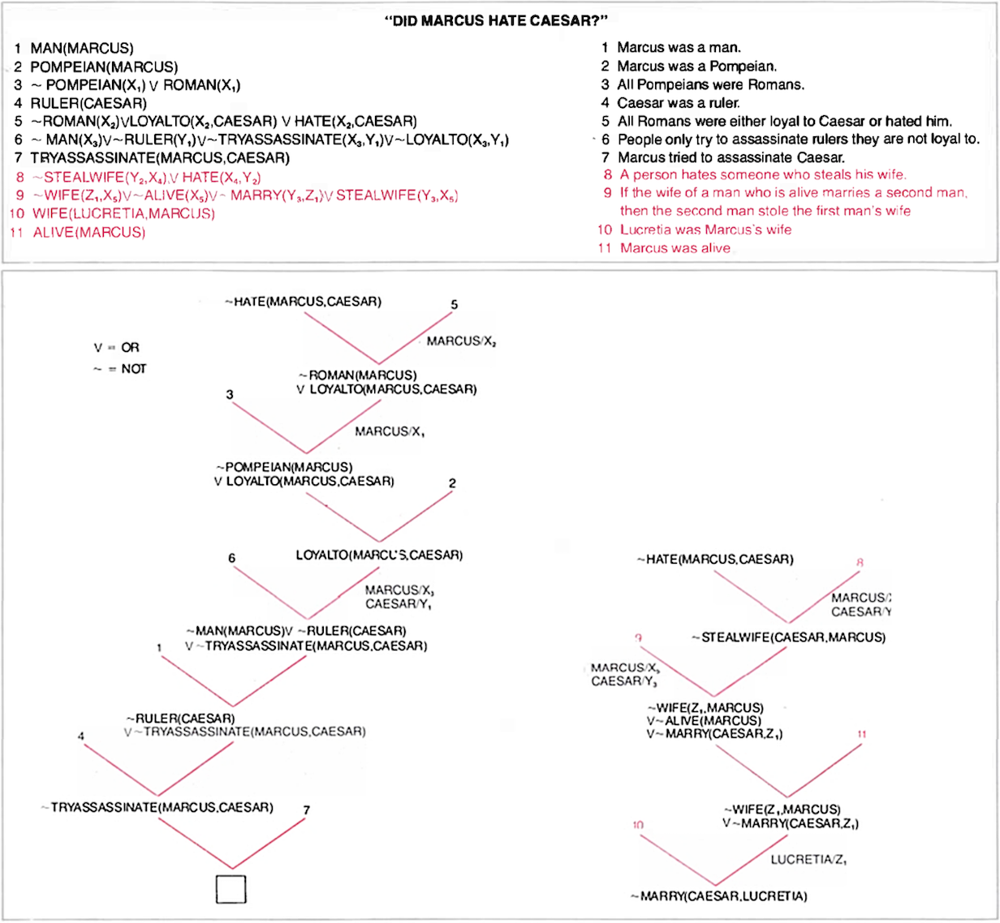 “DID MARCUS HATE CAESAR?”
1 MAN(MARCUS)
2 POMPEIAN(MARCUS)
3 ~ POMPEIAN(X₁) V ROMAN(X₁)
4 RULER(CAESAR)
5 ~ROMAN(X₂)VLOYALTO(X₂,CAESAR) V HATE(X₂,CAESAR)
6 ~ MAN(X₃)V~RULER(Y₁)V~TRYASSASSINATE(X₃,Y₁)V~LOYALTO(X₃,Y₁)
7 TRYASSASSINATE(MARCUS,CAESAR)
8 ~STEALWIFE(Y₂,X₄)V HATE(X₄,Y₂)
9 ~WIFE(Z₁,X₅)V~ALIVE(X₅)V~ MARRY(Y₃,Z₁)V STEALWIFE(Y₃,X₅)
10 WIFE(LUCRETIA,MARCUS)
11 ALIVE(MARCUS)
1 Marcus was a man.
2 Marcus was a Pompeian.
3 All Pompeians were Romans.
4 Caesar was a ruler.
5 All Romans were either loyal to Caesar or hated him.
6 People only try to assassinate rulers they are not loyal to.
7 Marcus tried to assassinate Caesar.
8 A person hates someone who steals his wife.
9 If the wife of a man who is alive marries a second man,
then the second man stole the first man's wife
10 Lucretia was Marcus's wife
11 Marcus was alive
V = OR
~ = NOT
~HATE(MARCUS,CAESAR)
5
MARCUS/X₂
~ROMAN(MARCUS)
V LOYALTO(MARCUS,CAESAR)
3
MARCUS/X₁
~POMPEIAN(MARCUS)
V LOYALTO(MARCUS,CAESAR)
2
LOYALTO(MARCUS,CAESAR)
6
MARCUS/X₃
CAESAR/Y₁
~MAN(MARCUS)V ~RULER(CAESAR)
V~TRYASSASSINATE(MARCUS,CAESAR)
1
~RULER(CAESAR)
V~TRYASSASSINATE(MARCUS,CAESAR)
4
~TRYASSASSINATE(MARCUS,CAESAR)
7
~HATE(MARCUS,CAESAR)
8
MARCUS/
CAESAR/Y
~STEALWIFE(CAESAR,MARCUS)
9
MARCUS/X₅
CAESAR/Y₃
~WIFE(Z₁,MARCUS)
V~ALIVE(MARCUS)
V~MARRY(CAESAR,Z₁)
11
~WIFE(Z₁,MARCUS)
V~MARRY(CAESAR,Z₁)
10
LUCRETIA/Z₁
~MARRY(CAESAR,LUCRETIA)